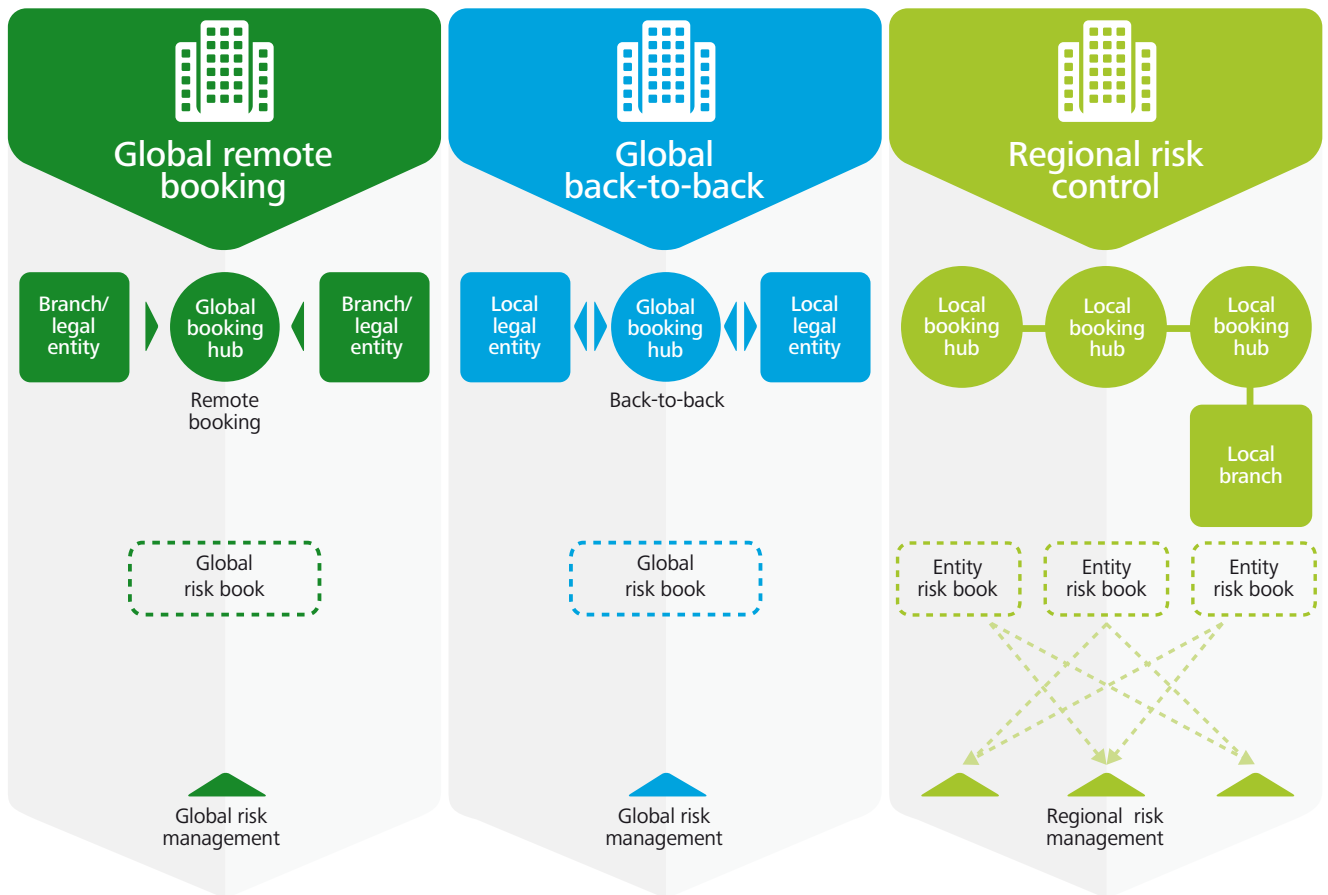 Global remote
booking
Branch/
legal
entity
Global
booking
hub
Branch/
legal
entity
Remote
booking
Global
risk book
Global risk
management
Global
back-to-back
Local
legal
entity
Global
booking
hub
Local
legal
entity
Back-to-back
Global
risk book
Global risk
management
Regional risk
control
Local
booking
hub
Local
booking
hub
Local
booking
hub
Local
branch
Entity
risk book
Entity
risk book
Entity
risk book
Regional risk
management